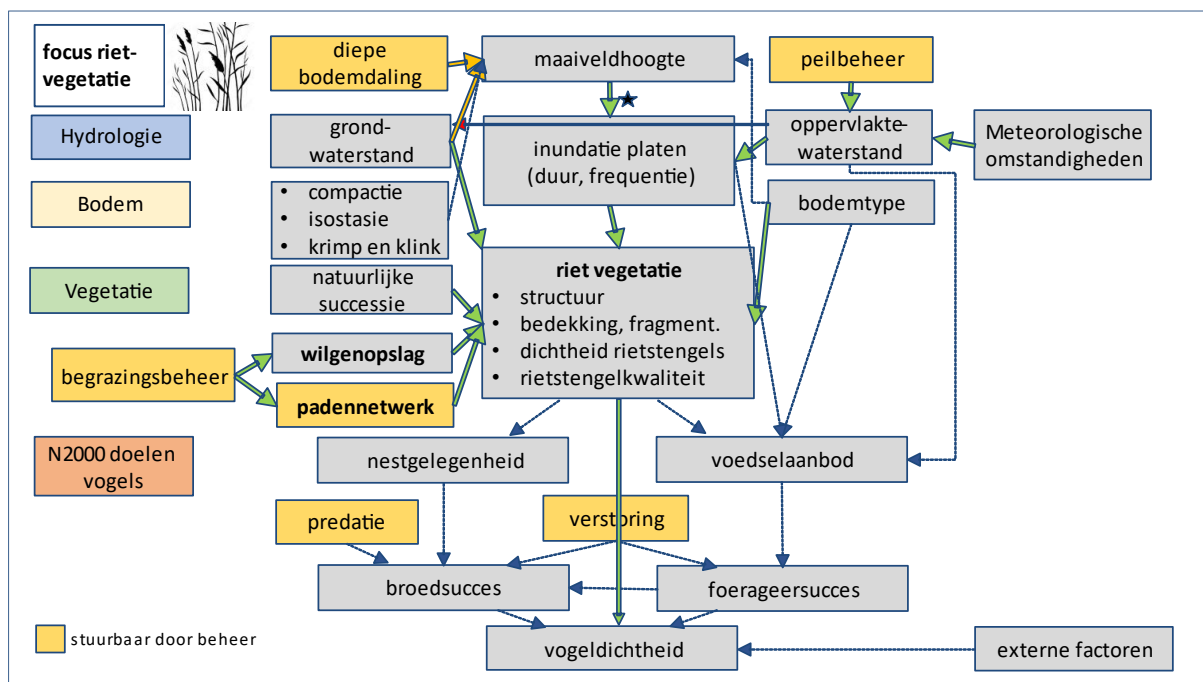 focus riet-
vegetatie
Hydrologie
Bodem
Vegetatie
N2000 doelen
vogels
stuurbaar door beheer
diepe
bodemdaling
maaiveldhoogte
peilbeheer
grond-
waterstand
inundatie platen
(duur, frequentie)
oppervlakte-
waterstand
Meteorologische
omstandigheden
• compactie
• isostasie
• krimp en klink
bodemtype
natuurlijke
successie
riet vegetatie
• structuur
• bedekking, fragment.
• dichtheid rietstengels
• rietstengelkwaliteit
wilgenopslag
begrazingsbeheer
padennetwerk
nestgelegenheid
voedselaanbod
predatie
verstoring
broedsucces
foerageersucces
vogeldichtheid
externe factoren